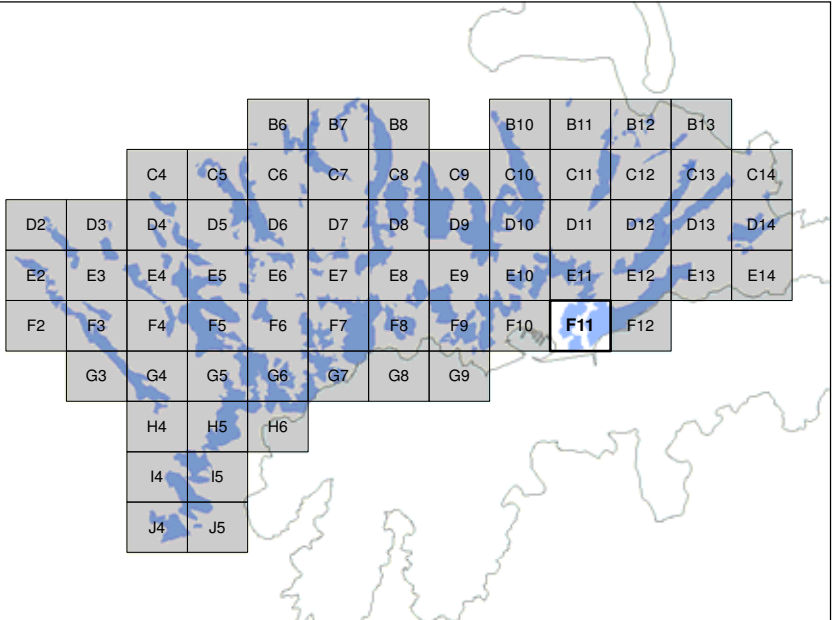 B6 B7 B8 B10 B11 B12 B13
C4 C5 C6 C7 C8 C9 C10 C11 C12 C13 C14
D2 D3 D4 D5 D6 D7 D8 D9 D10 D11 D12 D13 D14
E2 E3 E4 E5 E6 E7 E8 E9 E10 E11 E12 E13 E14
F2 F3 F4 F5 F6 F7 F8 F9 F10 F11 F12
G3 G4 G5 G6 G7 G8 G9
H4 H5 H6
I4 I5
J4 J5